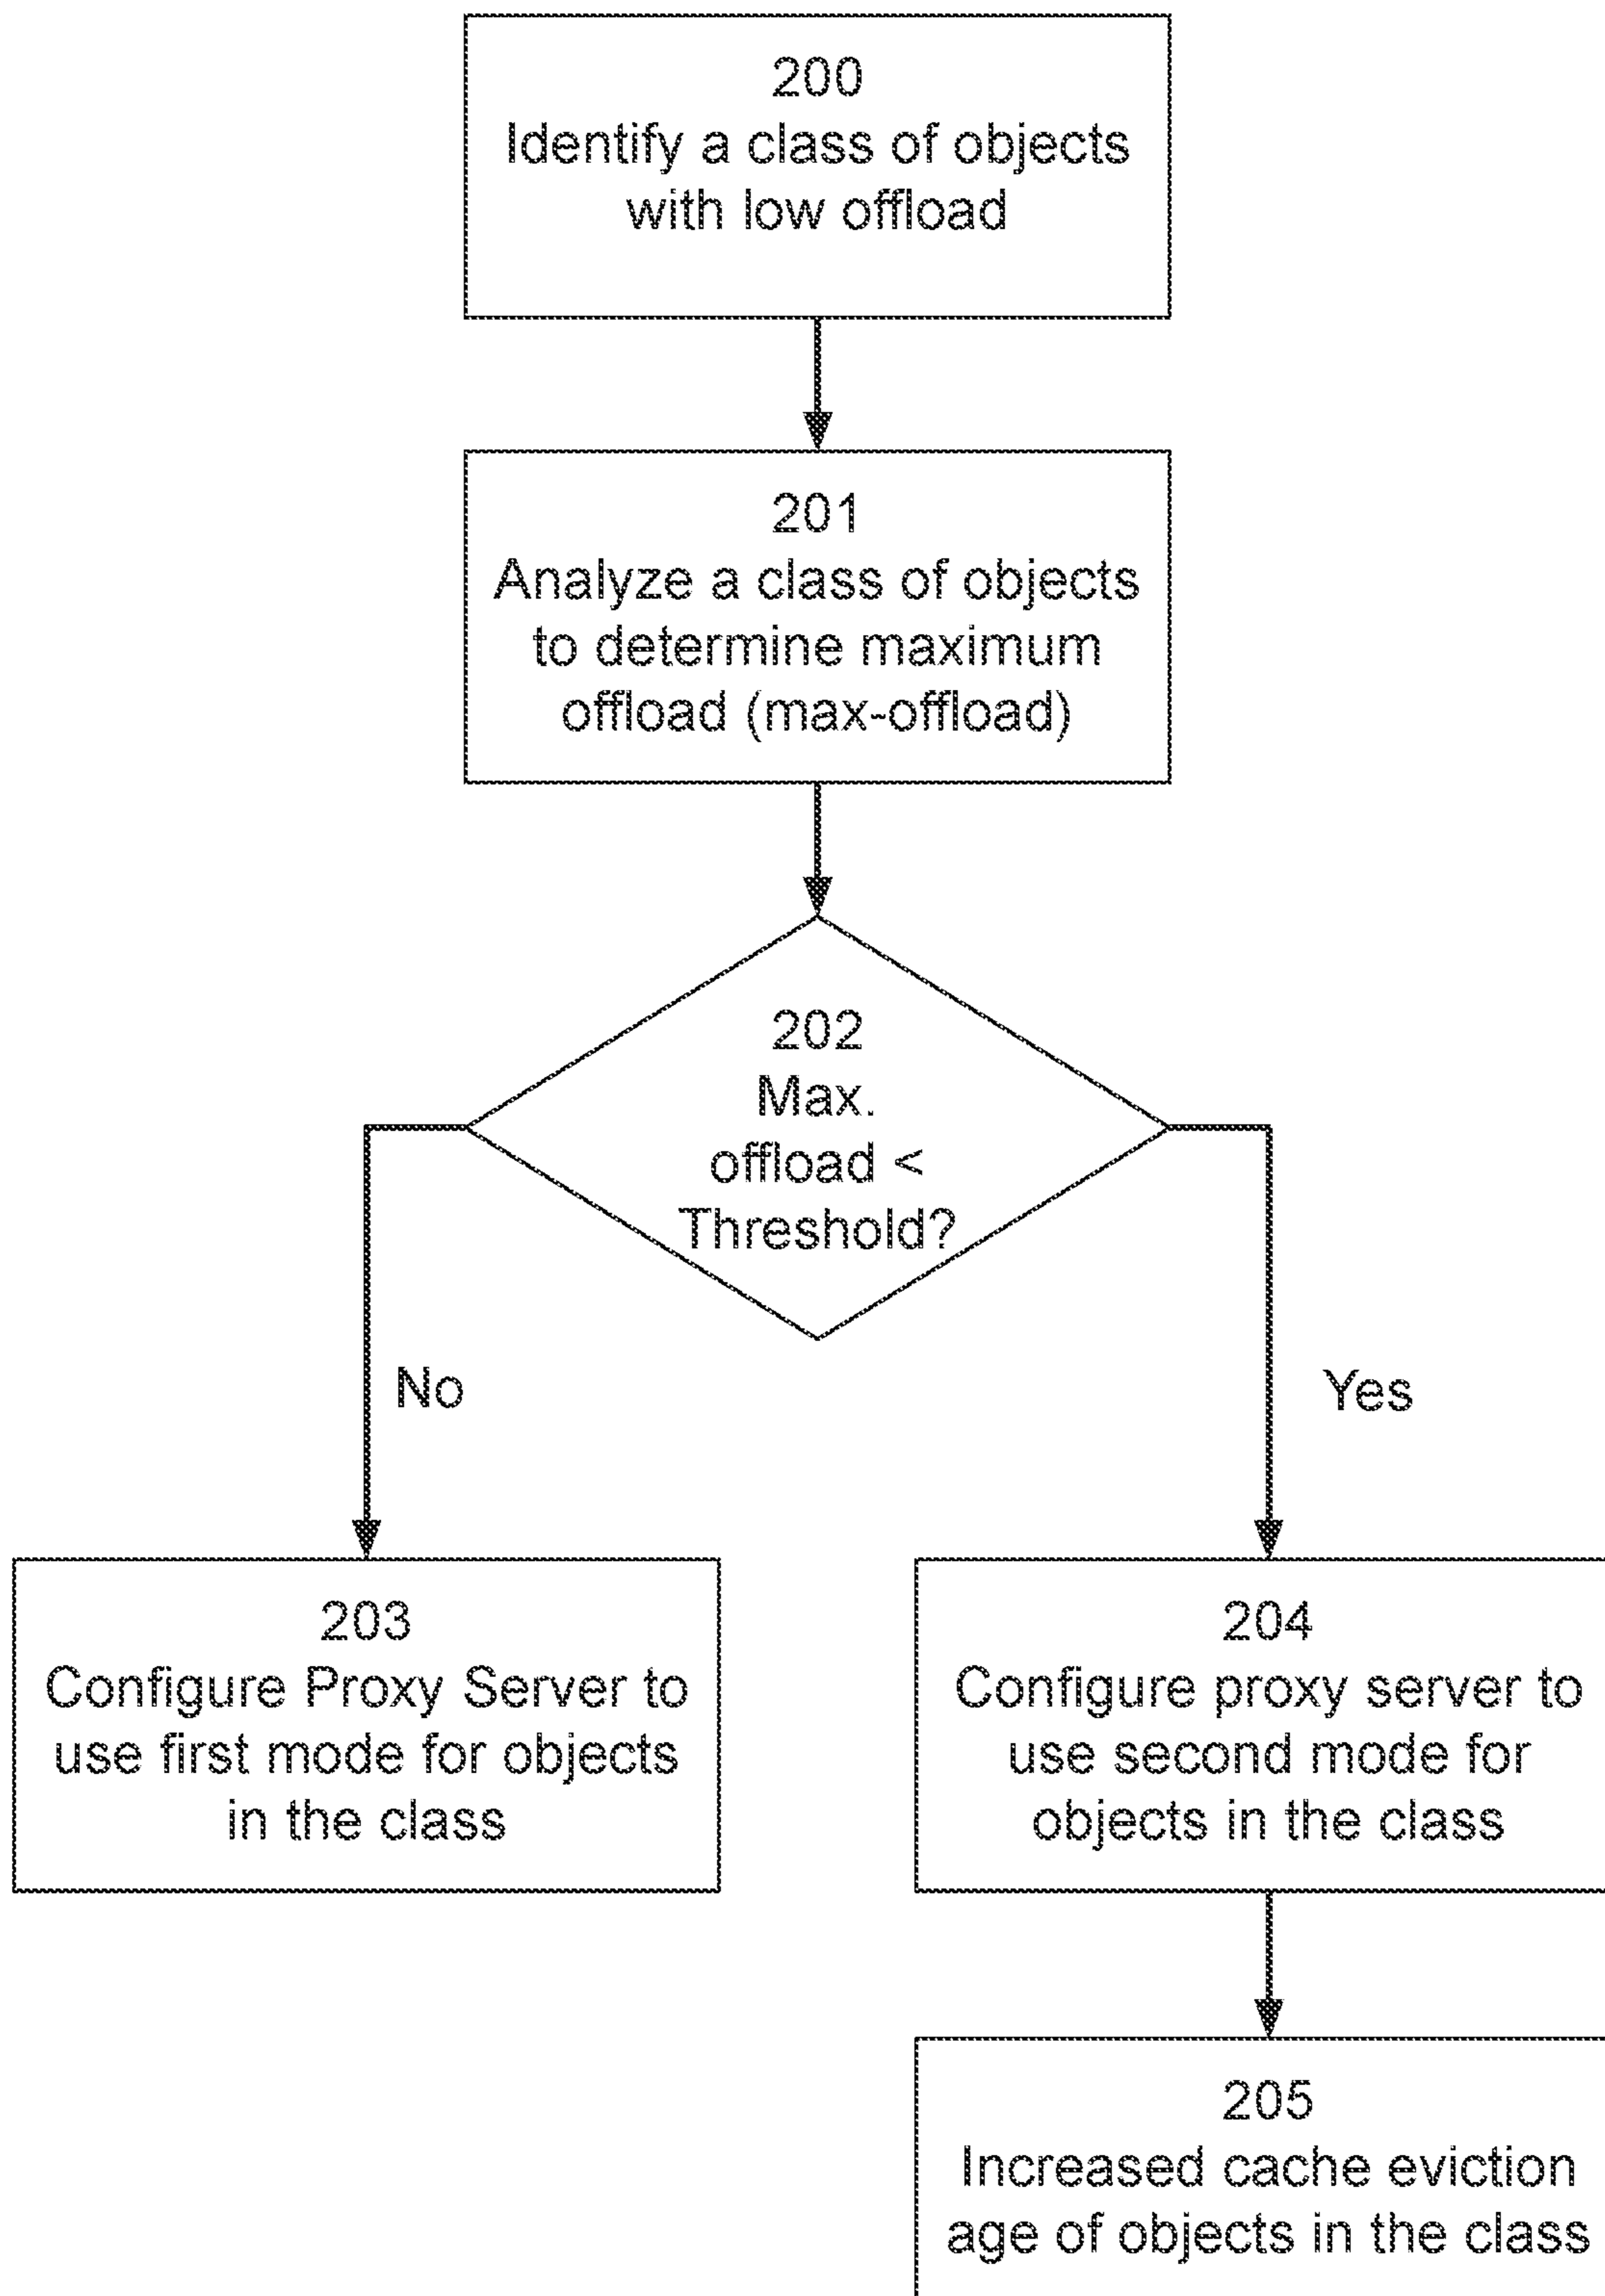 200
Identify a class of objects
with low offload
201
Analyze a class of objects
to determine maximum
offload (max-offload)
202
Max.
offload <
Threshold?
No
Yes
203
Configure Proxy Server to
use first mode for objects
in the class
204
Configure proxy server to
use second mode for
objects in the class
205
Increased cache eviction
age of objects in the class